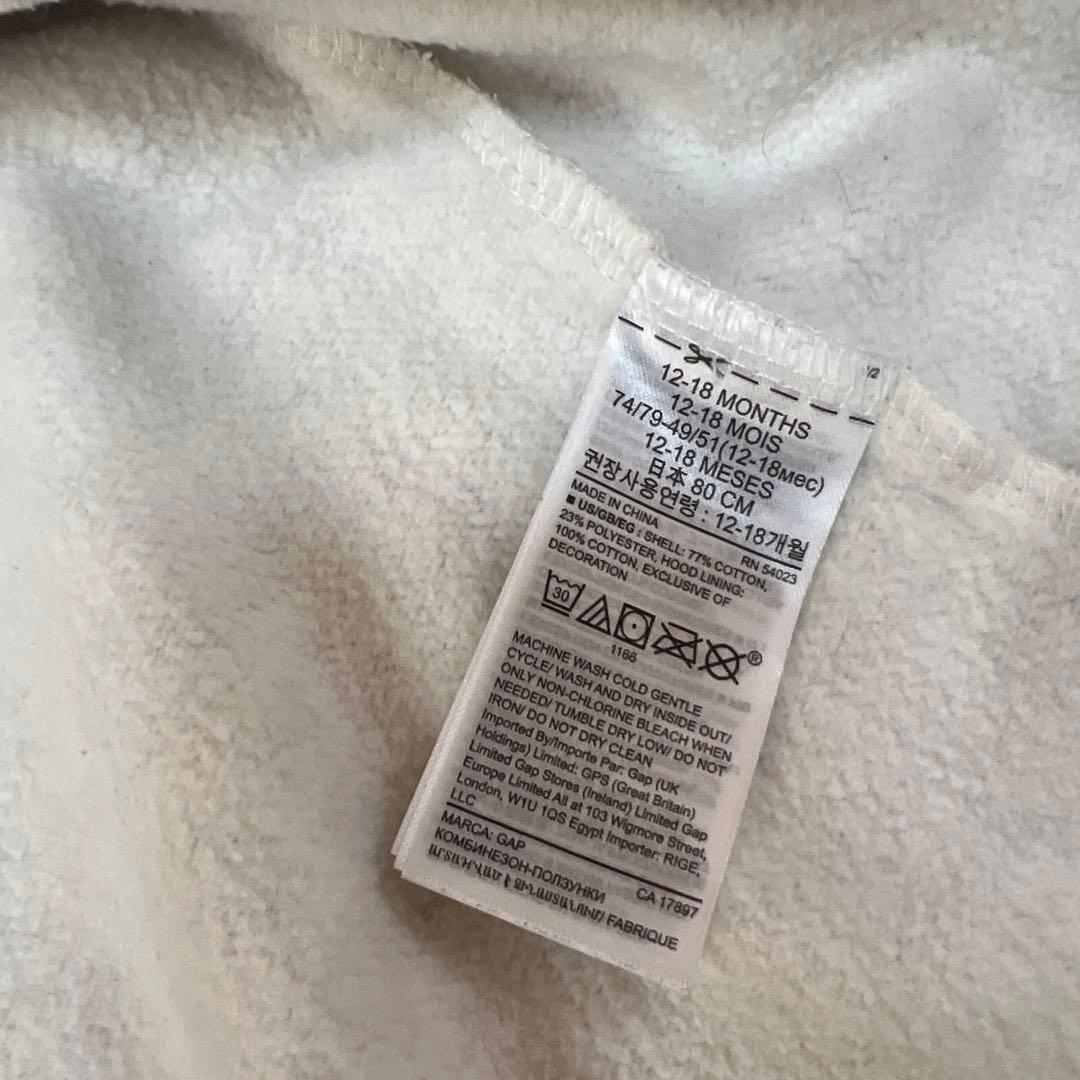 1/2
12-18 MONTHS
12-18 MOIS
74/79-49/51(12-18мес)
12-18 MESES
日本 80 CM
권장사용연령 : 12-18개월
MADE IN CHINA RN 54023
■ US/GB/EG : SHELL: 77% COTTON,
23% POLYESTER, HOOD LINING:
100% COTTON, EXCLUSIVE OF
DECORATION
30
®
1166
MACHINE WASH COLD GENTLE
CYCLE/ WASH AND DRY INSIDE OUT/
ONLY NON-CHLORINE BLEACH WHEN
NEEDED/ TUMBLE DRY LOW/ DO NOT
IRON/ DO NOT DRY CLEAN
Imported By/Importe Par: Gap (UK
Holdings) Limited: GPS (Great Britain)
Limited Gap Stores (Ireland) Limited Gap
Europe Limited All at 103 Wigmore Street,
London, W1U 1QS Egypt Importer: RIGE,
LLC
MARCA: GAP CA 17897
КОМБИНЕЗОН-ПОЛЗУНКИ
ԱՐՏԱԴՐՎԱԾ Է ՉԻՆԱՍՏԱՆՈՒՄ/ FABRIQUE